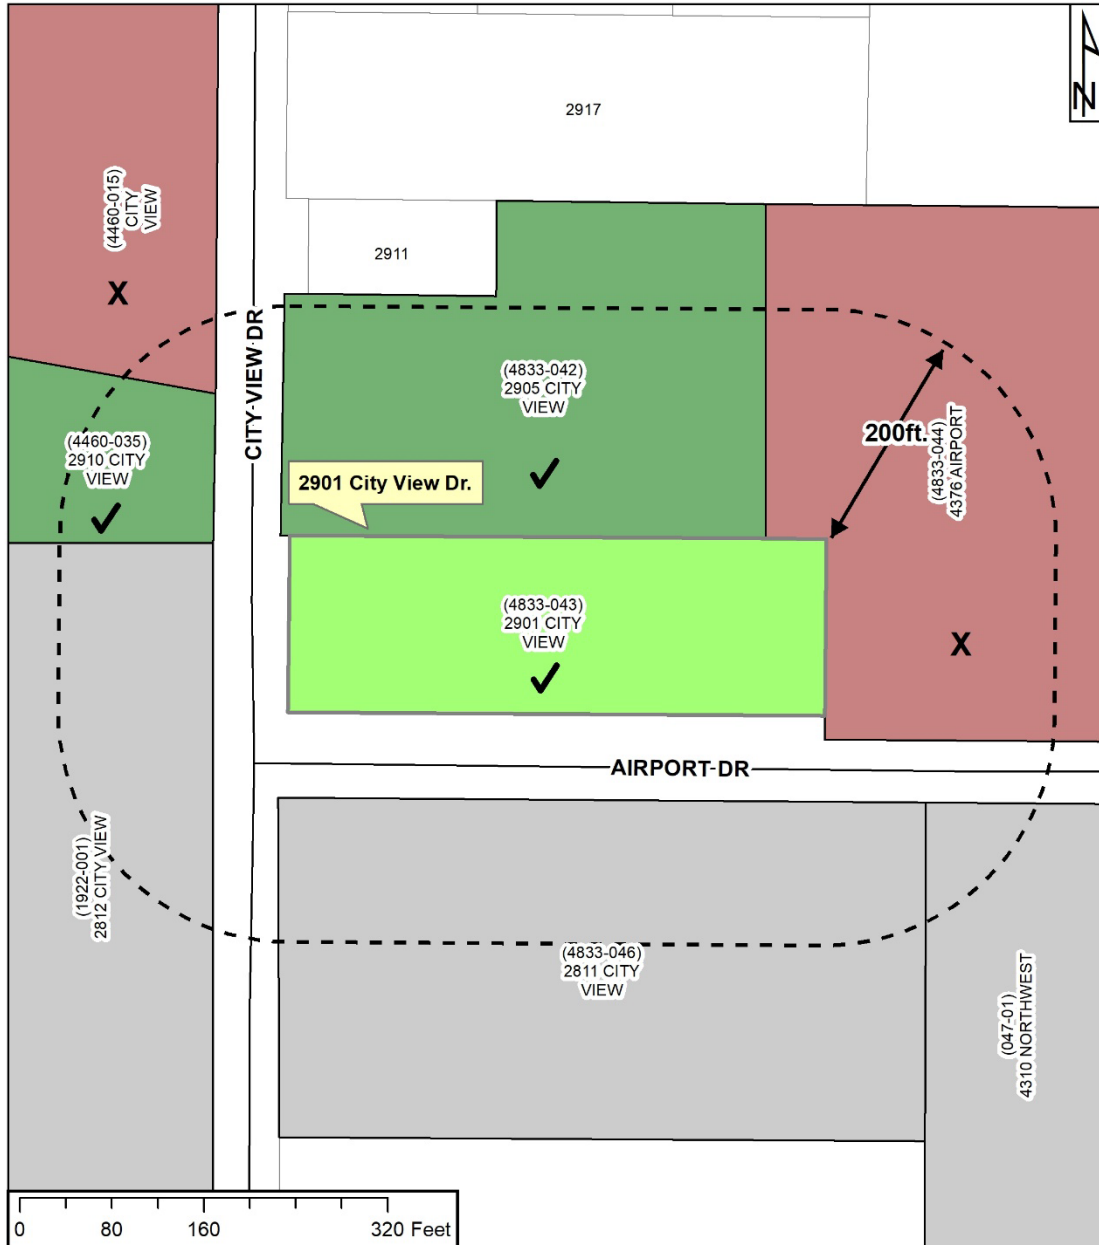 2917
N
(4460-015)
CITY
VIEW
X
2911
CITY VIEW DR
(4833-042)
2905 CITY
VIEW
200ft.
(4833-044)
4376 AIRPORT
(4460-035)
2910 CITY
VIEW
2901 City View Dr.
(4833-043)
2901 CITY
VIEW
X
AIRPORT DR
(1922-001)
2812 CITY VIEW
(4833-046)
2811 CITY
VIEW
(047-01)
4310 NORTHWEST
0 80 160 320 Feet